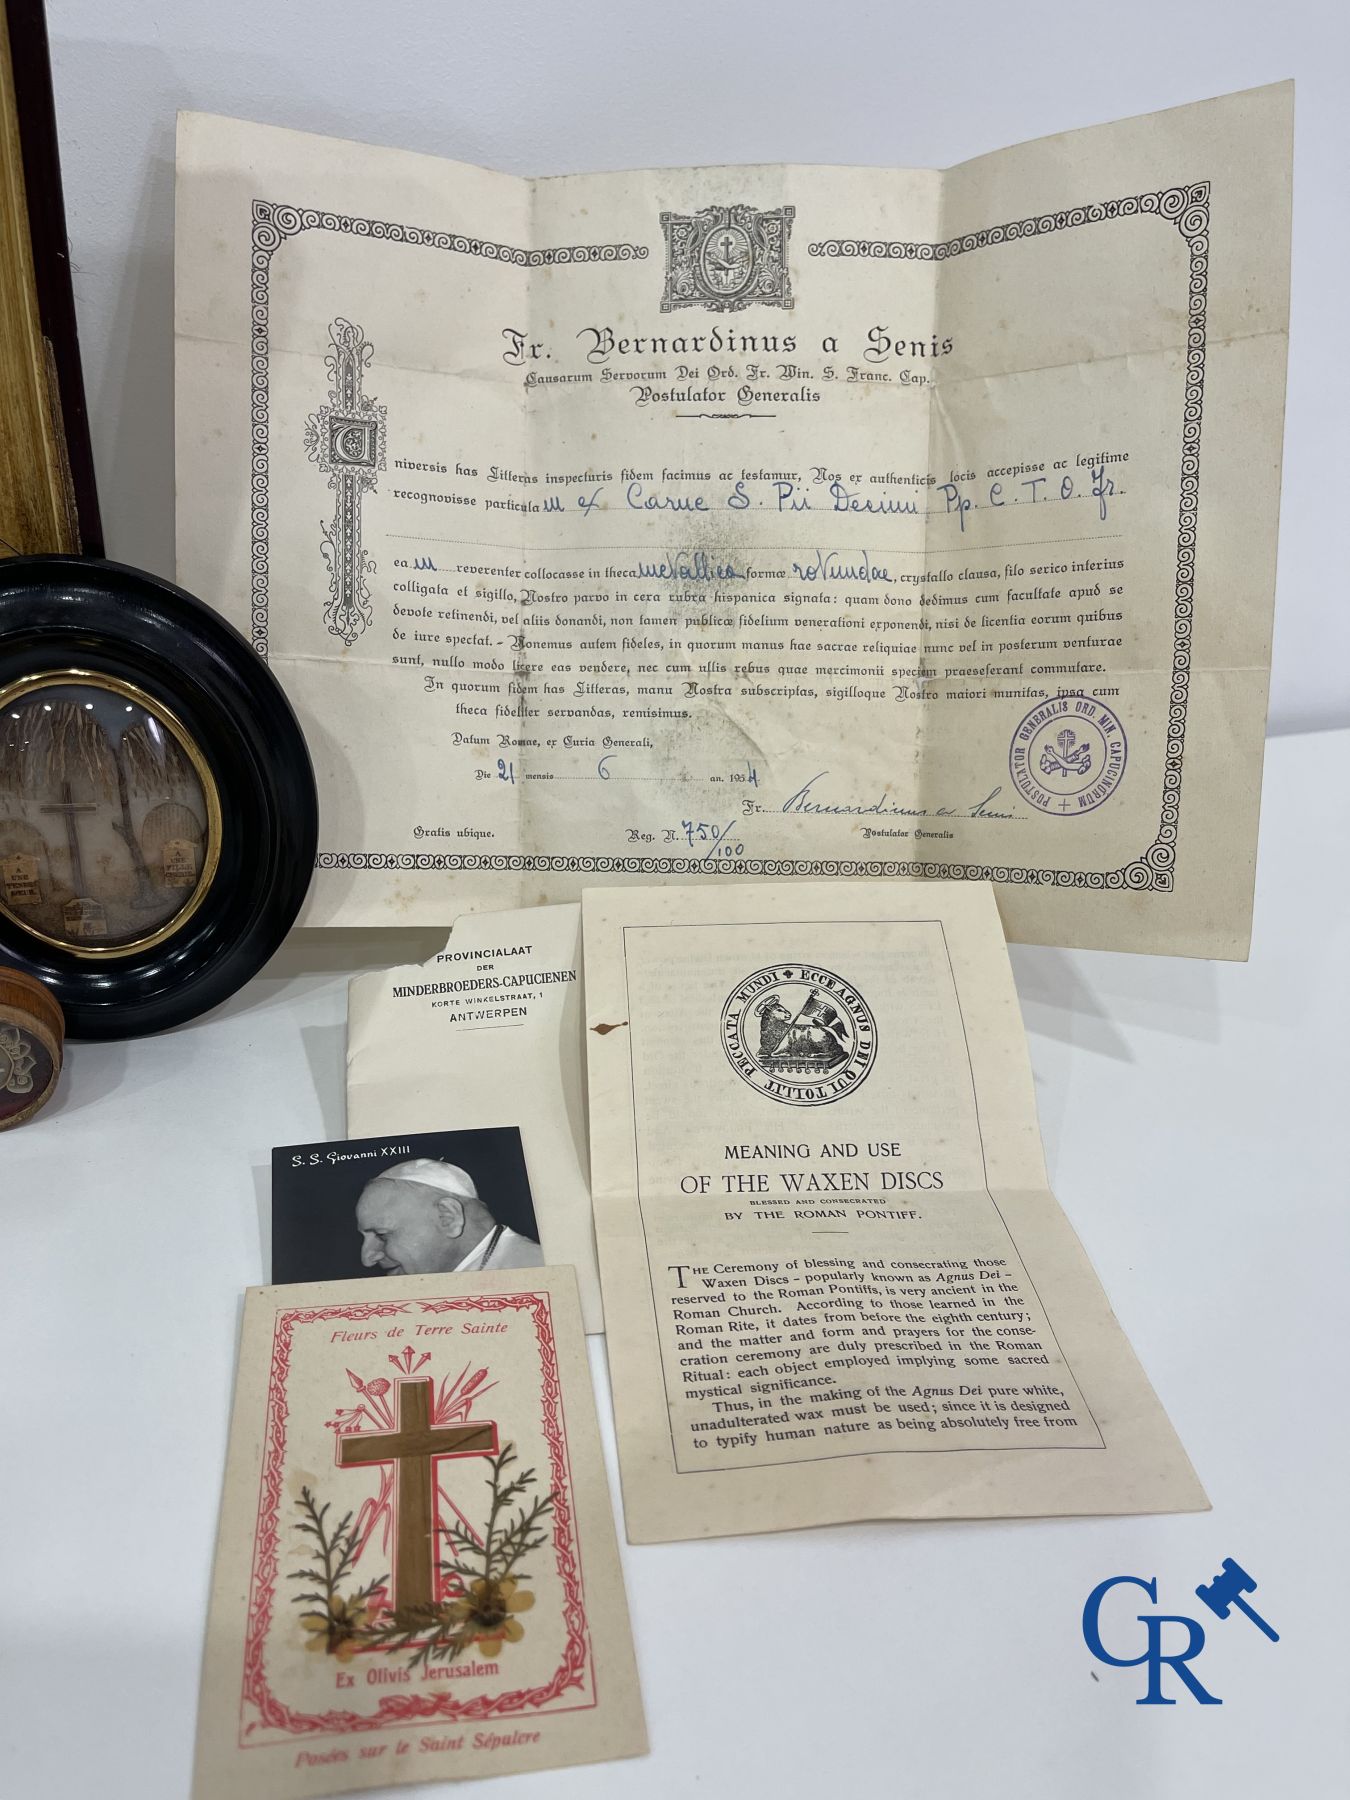 Fr. Bernardinus a Senis
Causarum Servorum Dei Ord. Fr. Min. S. Franc. Cap.
Postulator Generalis
Universis has Litteras inspecturis fidem facimus ac testamur, Nos ex authenticis locis accepisse ac legitime
recognovisse particulam ex Carne S. Pii Decimi Pp. C. T. O. Fr.
eam reverenter collocasse in theca metallica formæ rotundae, crystallo clausa, filo serico interius
colligata et sigillo, Nostro parvo in cera rubra hispanica signata: quam dono dedimus cum facultate apud se
devote retinendi, vel aliis donandi, non tamen publicæ fidelium venerationi exponendi, nisi de licentia eorum quibus
de iure spectat. - Monemus autem fideles, in quorum manus hae sacrae reliquiae nunc vel in posterum venturae
sunt, nullo modo licere eas vendere, nec cum ullis rebus quae mercimonii speciem praeseferant commutare.
In quorum fidem has Litteras, manu Nostra subscriptas, sigilloque Nostro maiori munitas, ipsa cum
theca fideliter servandas, remisimus.
Datum Romae, ex Curia Generali,
Die 21 mensis 6 an. 1954
Fr. Bernardinus a Senis
Gratis ubique.
Reg. N. 750/100
Postulator Generalis
POSTULATOR GENERALIS ORD. MIN. CAPUCINORUM
A
UNE
TENDRE
A
UNE
FILLE
CHERIE
PROVINCIALAAT
DER
MINDERBROEDERS-CAPUCIENEN
KORTE WINKELSTRAAT, 1
ANTWERPEN
ECCE AGNUS DEI QUI TOLLIT PECCATA MUNDI
MEANING AND USE
OF THE WAXEN DISCS
BLESSED AND CONSECRATED
BY THE ROMAN PONTIFF.
THE Ceremony of blessing and consecrating those
Waxen Discs - popularly known as Agnus Dei -
reserved to the Roman Pontiffs, is very ancient in the
Roman Church. According to those learned in the
Roman Rite, it dates from before the eighth century;
and the matter and form and prayers for the conse-
cration ceremony are duly prescribed in the Roman
Ritual: each object employed implying some sacred
mystical significance.
Thus, in the making of the Agnus Dei pure white,
unadulterated wax must be used; since it is designed
to typify human nature as being absolutely free from
S. S. Giovanni XXIII
Fleurs de Terre Sainte
Ex Olivis Jerusalem
Posées sur le Saint Sépulcre
GR